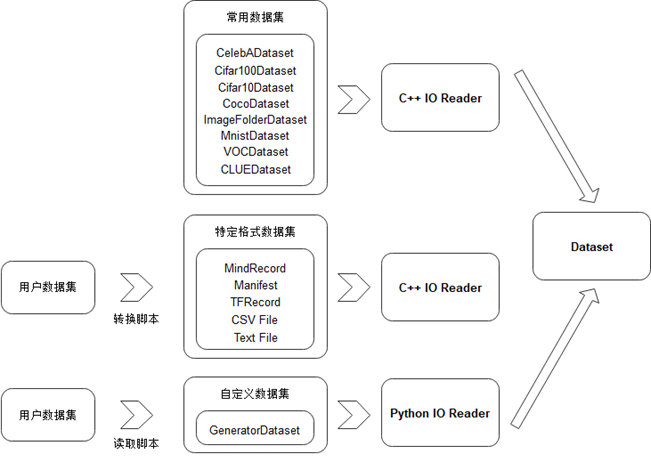 常用数据集
CelebADataset
Cifar100Dataset
Cifar10Dataset
CocoDataset
ImageFolderDataset
MnistDataset
VOCDataset
CLUEDataset
C++ IO Reader
Dataset
特定格式数据集
MindRecord
Manifest
TFRecord
CSV File
Text File
用户数据集
转换脚本
C++ IO Reader
自定义数据集
GeneratorDataset
用户数据集
读取脚本
Python IO Reader